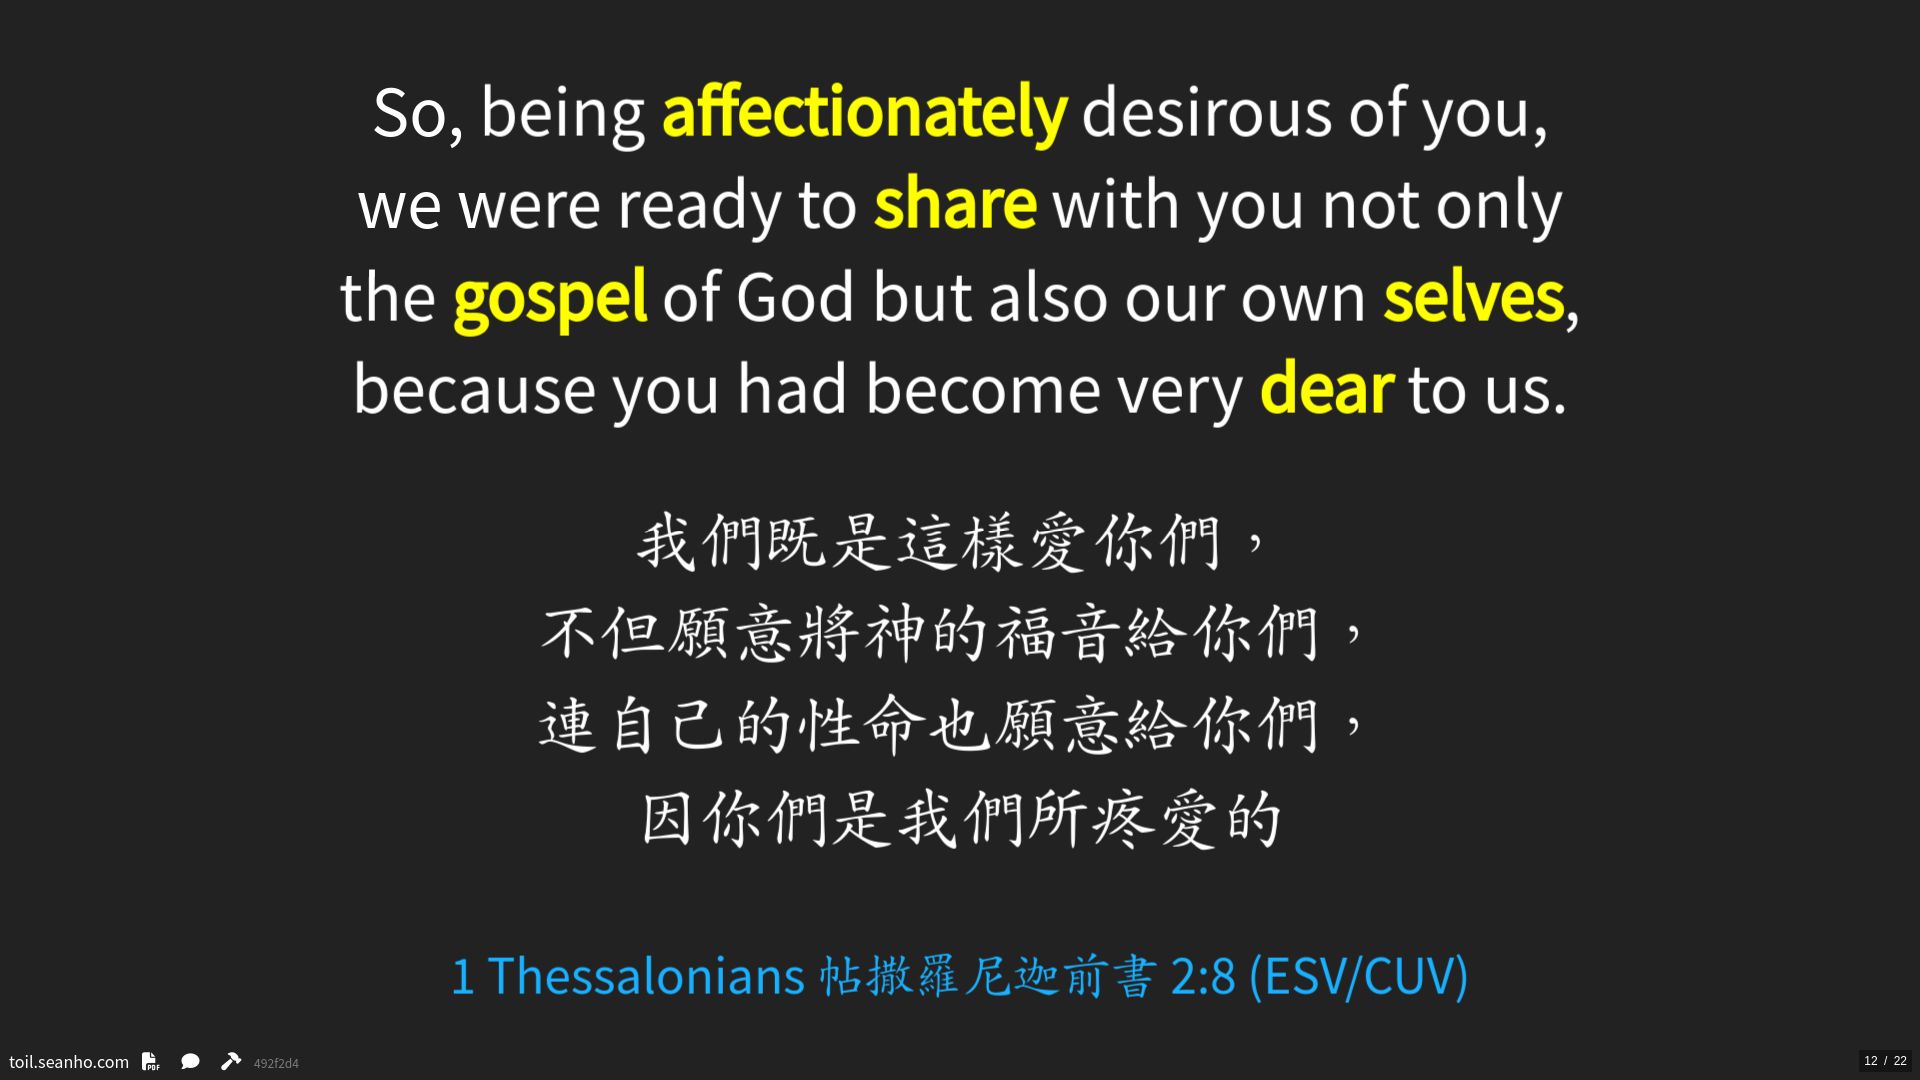 So, being affectionately desirous of you,
we were ready to share with you not only
the gospel of God but also our own selves,
because you had become very dear to us.
我們既是這樣愛你們，
不但願意將神的福音給你們，
連自己的性命也願意給你們，
因你們是我們所疼愛的
1 Thessalonians 帖撒羅尼迦前書 2:8 (ESV/CUV)
toil.seanho.com PDF 492f2d4
12 / 22